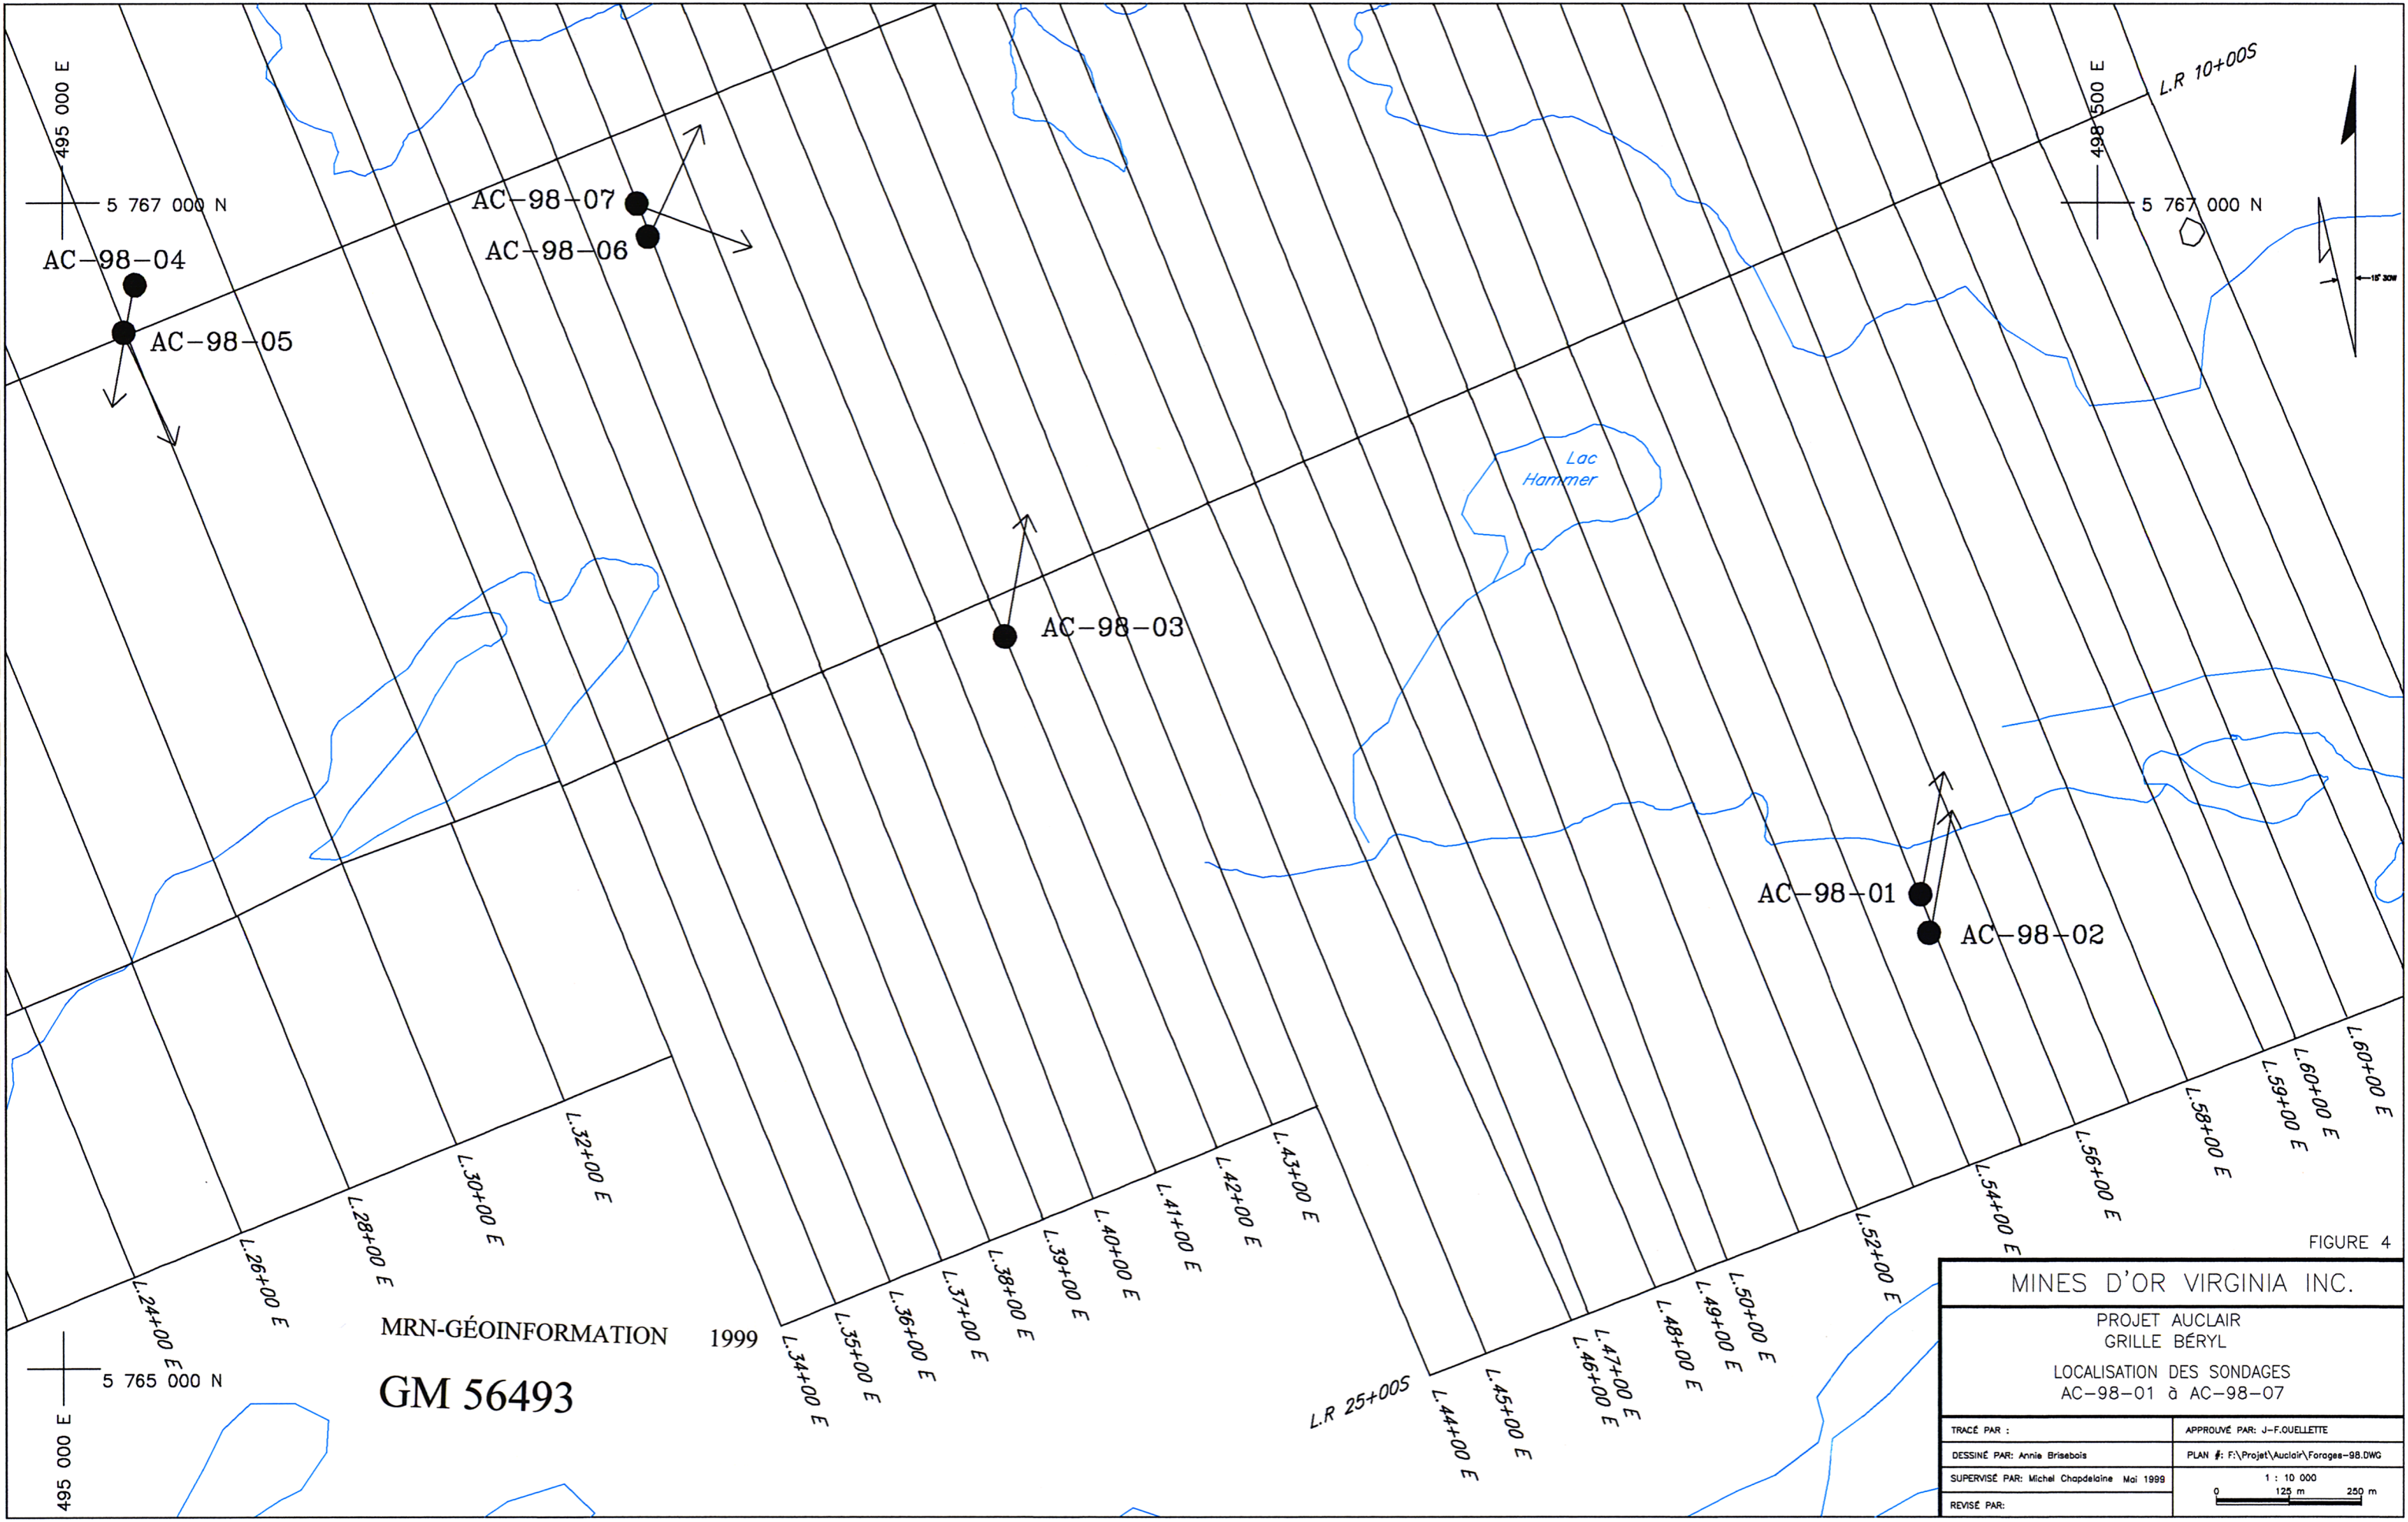 L.R 10+00S
495 000 E
498 500 E
5 767 000 N
5 767 000 N
15° 30W
AC-98-07
AC-98-06
AC-98-04
AC-98-05
Lac
Hammer
AC-98-03
AC-98-01
AC-98-02
L.24+00 E
L.26+00 E
L.28+00 E
L.30+00 E
L.32+00 E
L.34+00 E
L.35+00 E
L.36+00 E
L.37+00 E
L.38+00 E
L.39+00 E
L.40+00 E
L.41+00 E
L.42+00 E
L.43+00 E
L.R 25+00S
L.44+00 E
L.45+00 E
L.46+00 E
L.47+00 E
L.48+00 E
L.49+00 E
L.50+00 E
L.52+00 E
L.54+00 E
L.56+00 E
L.58+00 E
L.59+00 E
L.60+00 E
L.60+00 E
5 765 000 N
495 000 E
MRN-GÉOINFORMATION 1999
GM 56493
FIGURE 4
MINES D'OR VIRGINIA INC.
PROJET AUCLAIR
GRILLE BÉRYL
LOCALISATION DES SONDAGES
AC-98-01 à AC-98-07
TRACÉ PAR :
APPROUVÉ PAR: J-F.OUELLETTE
DESSINÉ PAR: Annie Brisebois
PLAN #: F:\Projet\Auclair\Forages-98.DWG
SUPERVISÉ PAR: Michel Chapdelaine Mai 1999
REVISÉ PAR:
1 : 10 000
0 125 m 250 m